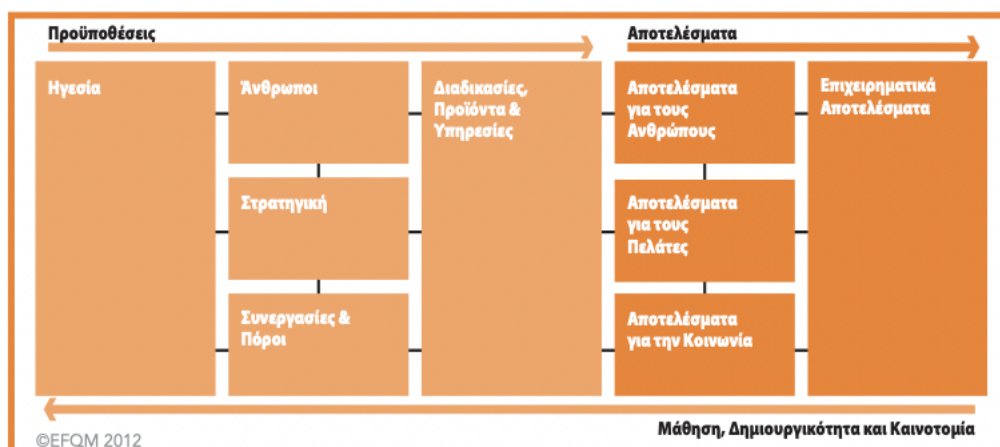 Προϋποθέσεις
Αποτελέσματα
Ηγεσία
Άνθρωποι
Στρατηγική
Συνεργασίες &
Πόροι
Διαδικασίες,
Προϊόντα &
Υπηρεσίες
Αποτελέσματα
για τους
Ανθρώπους
Αποτελέσματα
για τους
Πελάτες
Αποτελέσματα
για την Κοινωνία
Επιχειρηματικά
Αποτελέσματα
Μάθηση, Δημιουργικότητα και Καινοτομία
©EFQM 2012